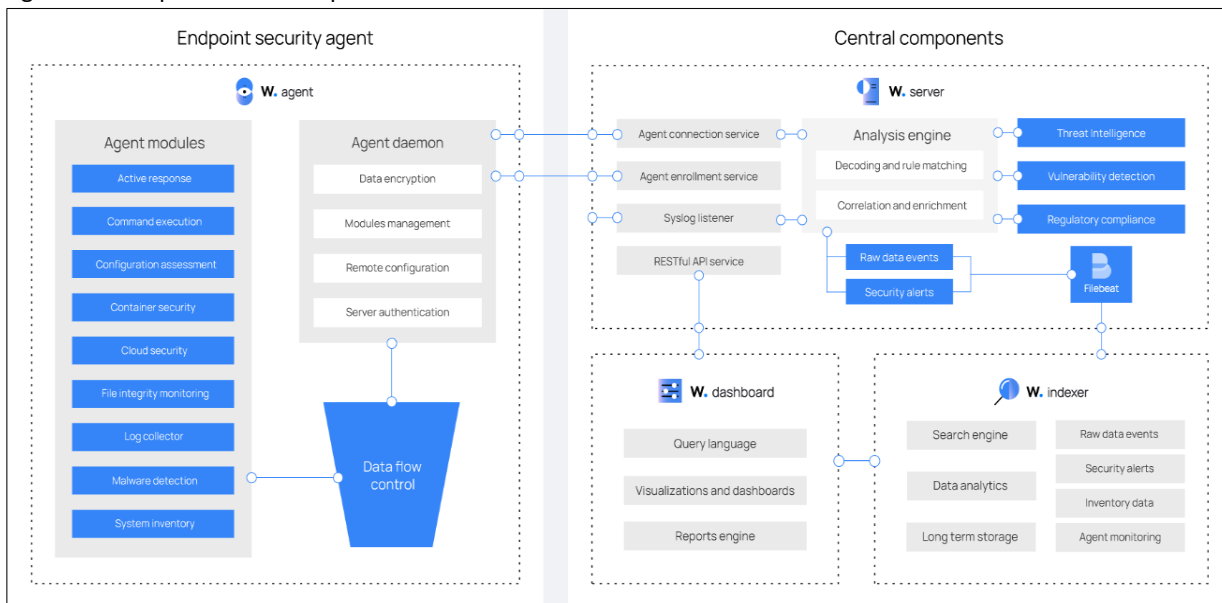 Endpoint security agent
W. agent
Agent modules
Active response
Command execution
Configuration assessment
Container security
Cloud security
File integrity monitoring
Log collector
Malware detection
System inventory
Agent daemon
Data encryption
Modules management
Remote configuration
Server authentication
Data flow
control
Central components
W. server
Agent connection service
Agent enrollment service
Syslog listener
RESTful API service
Analysis engine
Decoding and rule matching
Correlation and enrichment
Threat Intelligence
Vulnerability detection
Regulatory compliance
Raw data events
Security alerts
Filebeat
W. dashboard
Query language
Visualizations and dashboards
Reports engine
W. indexer
Search engine
Data analytics
Long term storage
Raw data events
Security alerts
Inventory data
Agent monitoring